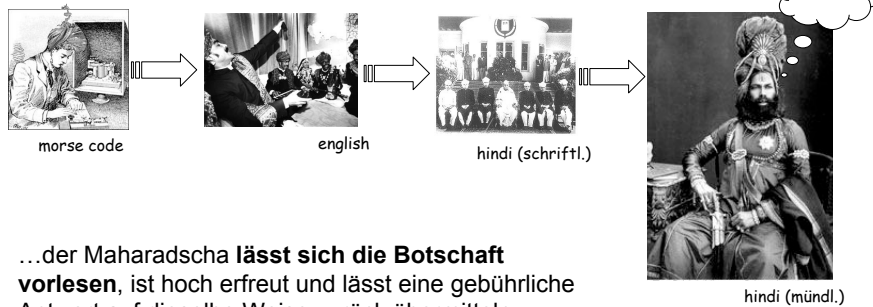 morse code
english
hindi (schriftl.)
hindi (mündl.)
…der Maharadscha lässt sich die Botschaft
vorlesen, ist hoch erfreut und lässt eine gebührliche